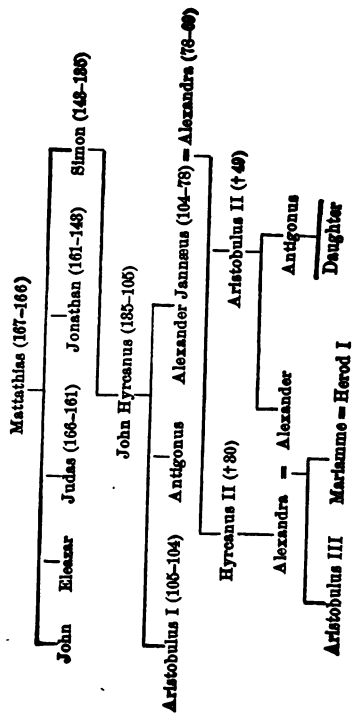 Mattathias (167–166)
John Eleazar Judas (166–161) Jonathan (161–143) Simon (143–135)
John Hyrcanus (135–105)
Aristobulus I (105–104) Antigonus Alexander Jannæus (104–78) = Alexandra (78–69)
Hyrcanus II (†30) Aristobulus II (†49)
Alexandra = Alexander Antigonus
Aristobulus III Mariamme = Herod I Daughter